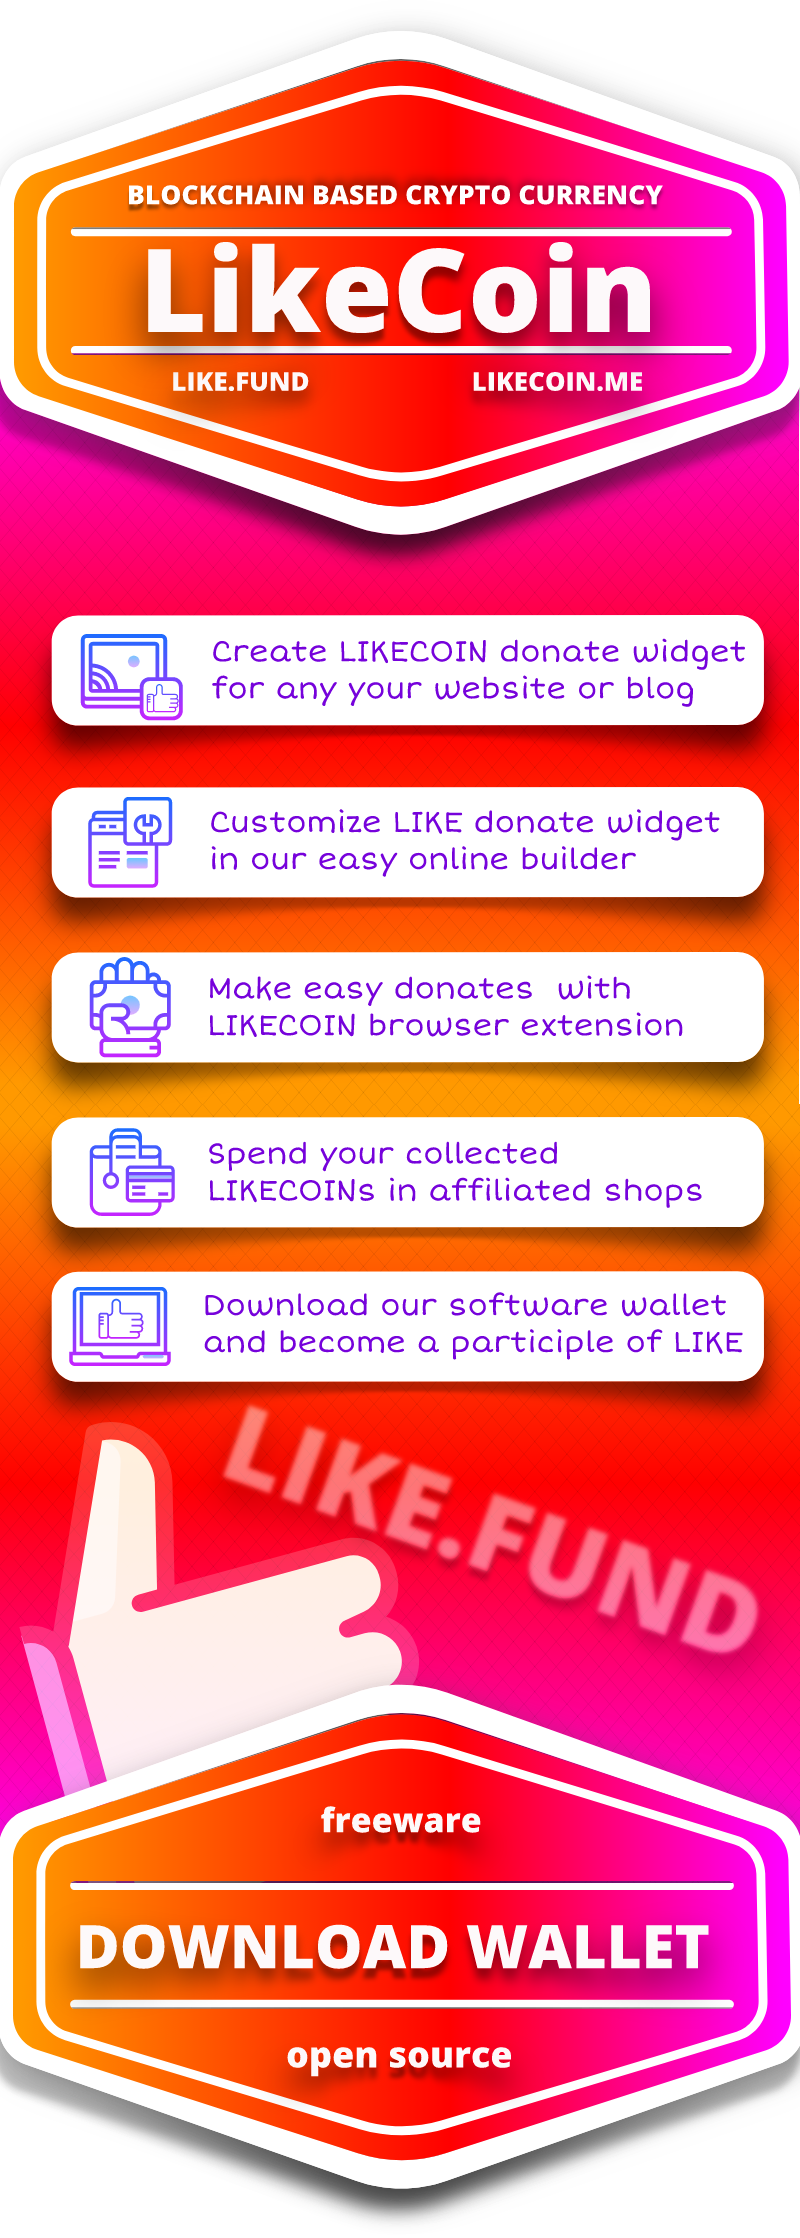 BLOCKCHAIN BASED CRYPTO CURRENCY
LikeCoin
LIKE.FUND LIKECOIN.ME
Create LIKECOIN donate widget
for any your website or blog
Customize LIKE donate widget
in our easy online builder
Make easy donates with
LIKECOIN browser extension
Spend your collected
LIKECOINs in affiliated shops
Download our software wallet
and become a participle of LIKE
LIKE.FUND
freeware
DOWNLOAD WALLET
open source